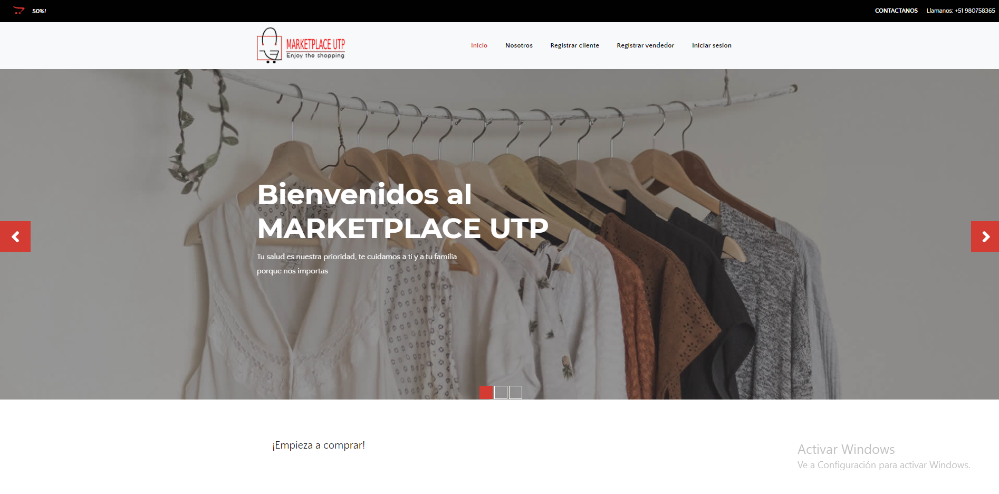 50%!
CONTACTANOS
Llamanos: +51 980758365
MARKETPLACE UTP
Enjoy the shopping
Inicio
Nosotros
Registrar cliente
Registrar vendedor
Iniciar sesion
Bienvenidos al
MARKETPLACE UTP
Tu salud es nuestra prioridad, te cuidamos a ti y a tu familia
porque nos importas
¡Empieza a comprar!
Activar Windows
Ve a Configuración para activar Windows.